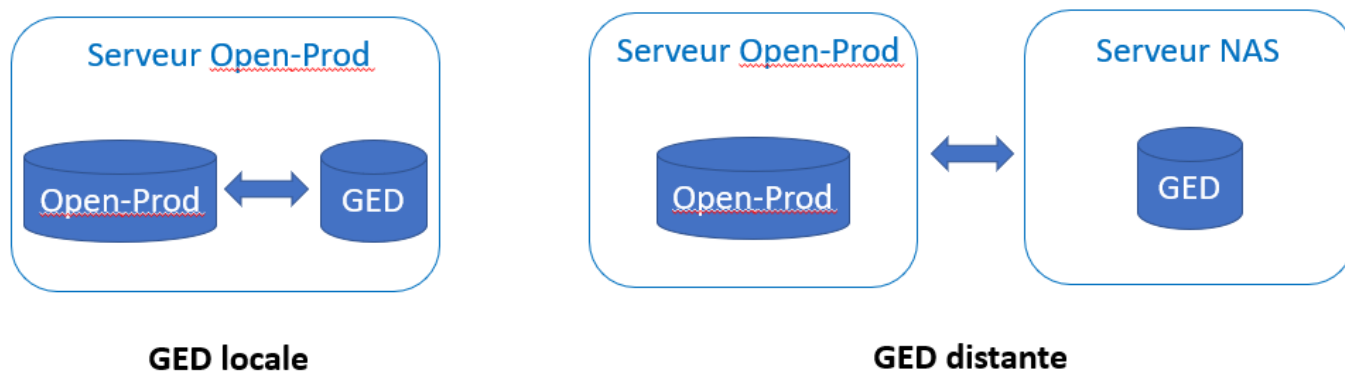 Serveur Open-Prod
Open-Prod
GED
GED locale
Serveur Open-Prod
Open-Prod
Serveur NAS
GED
GED distante